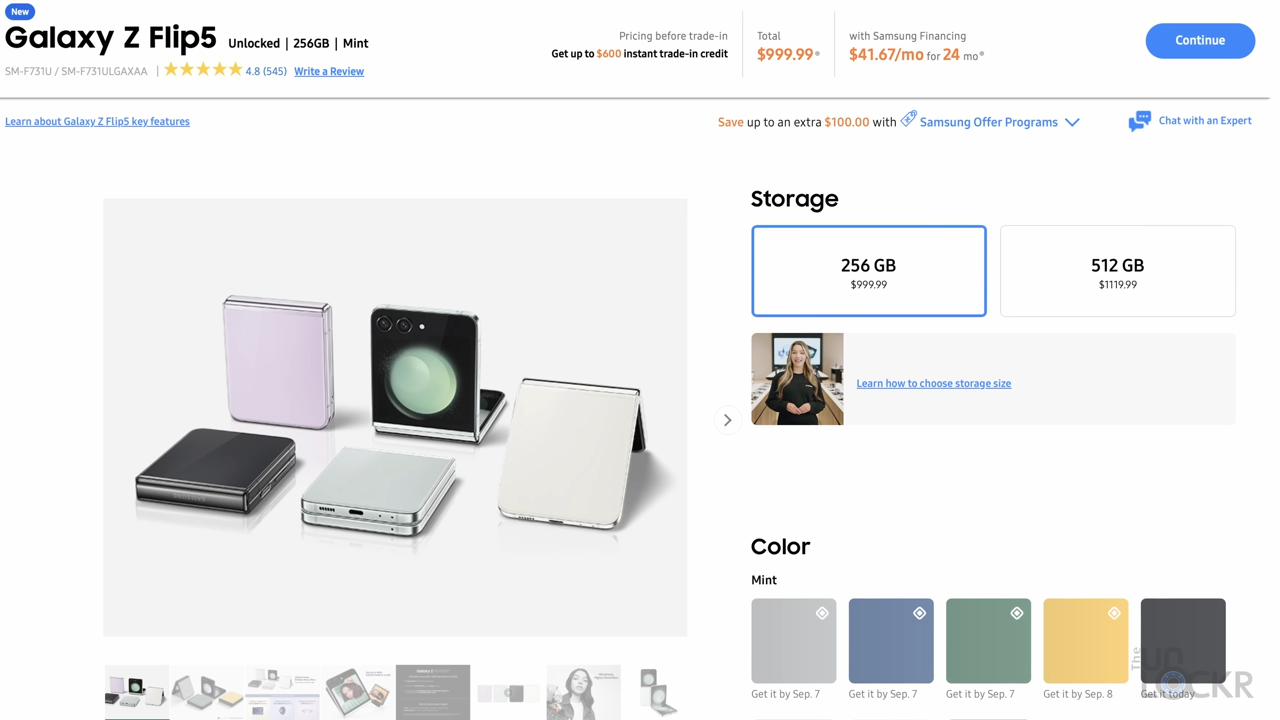 New
Galaxy Z Flip5 Unlocked | 256GB | Mint
SM-F731U / SM-F731ULGAXAA | 4.8 (545) Write a Review
Pricing before trade-in
Get up to $600 instant trade-in credit
Total
$999.99
with Samsung Financing
$41.67/mo for 24 mo
Continue
Learn about Galaxy Z Flip5 key features
Save up to an extra $100.00 with Samsung Offer Programs
Chat with an Expert
Storage
256 GB
$999.99
512 GB
$1119.99
Learn how to choose storage size
Color
Mint
Get it by Sep. 7
Get it by Sep. 7
Get it by Sep. 7
Get it by Sep. 8
Get it today
The unLOCKR